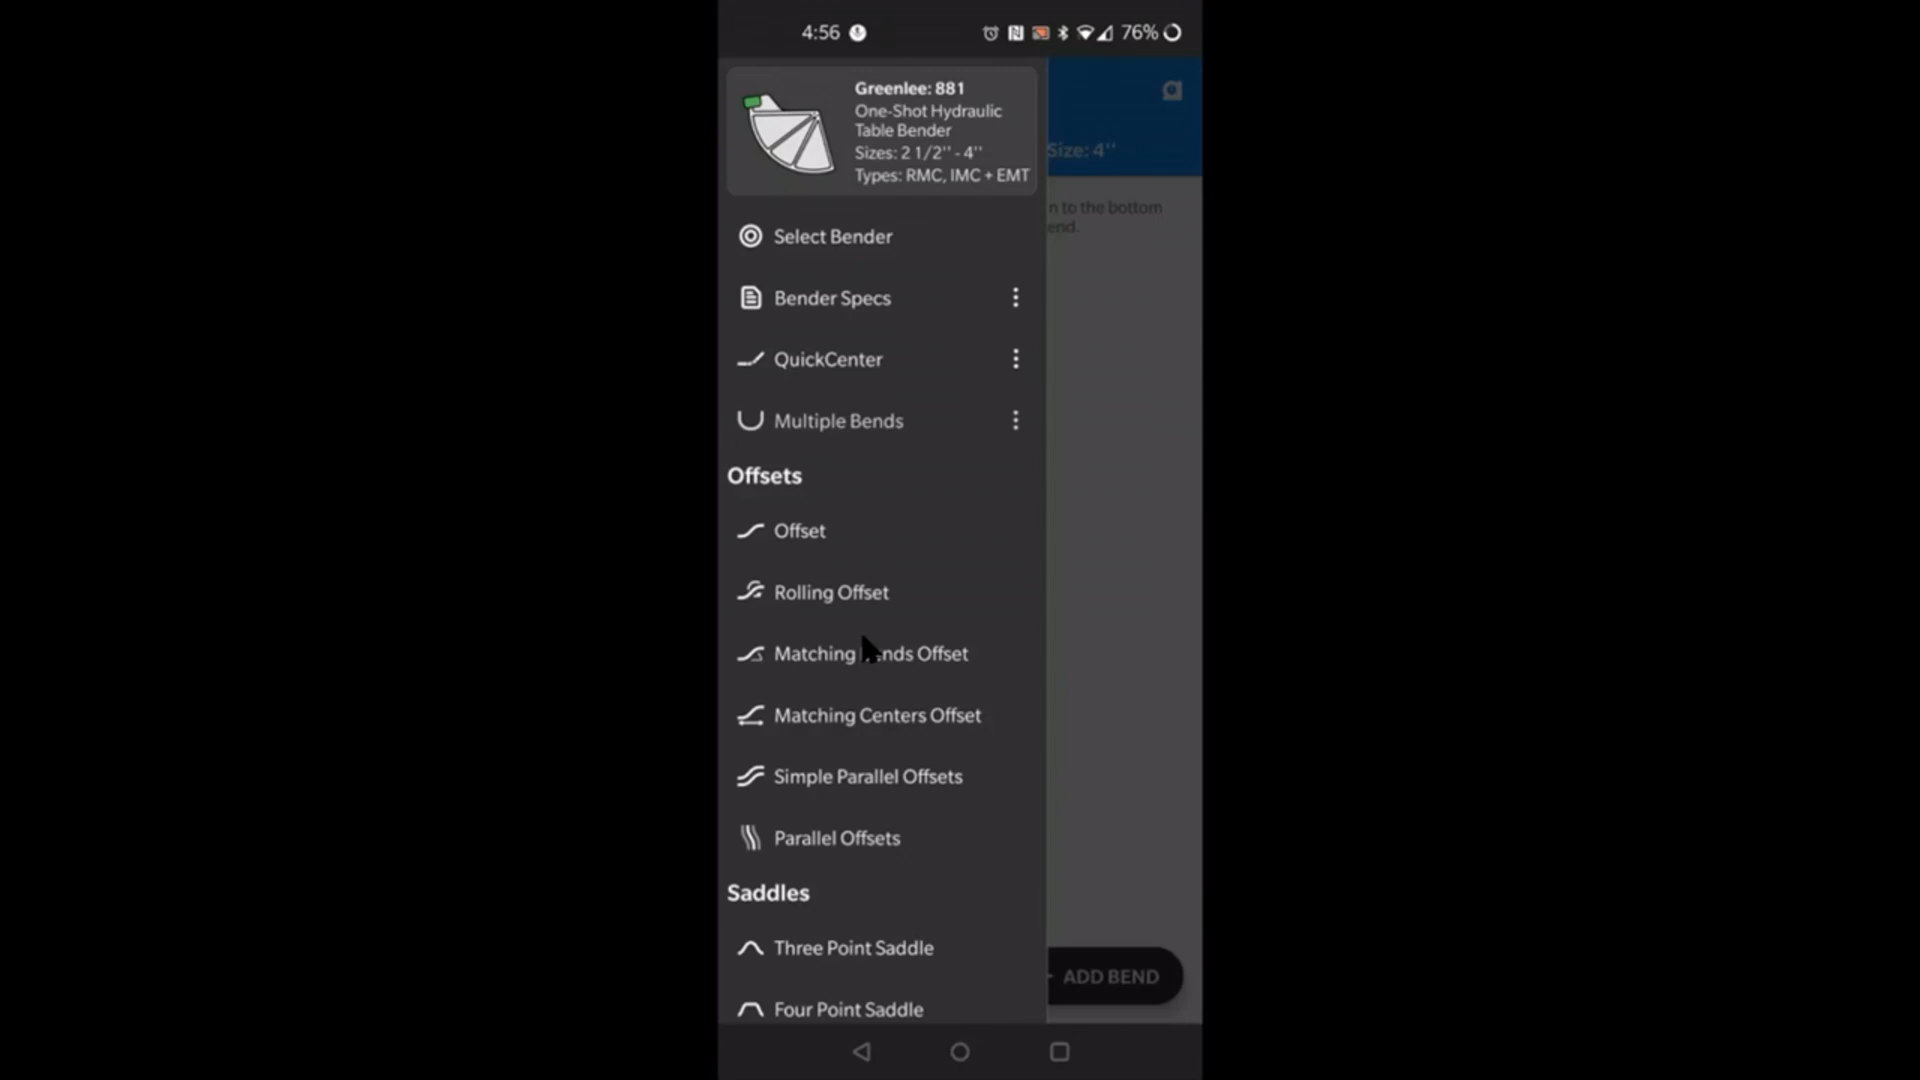 4:56
76%
Greenlee: 881
One-Shot Hydraulic
Table Bender
Sizes: 2 1/2'' - 4''
Types: RMC, IMC + EMT
Size: 4''
n to the bottom
end.
Select Bender
Bender Specs
QuickCenter
Multiple Bends
Offsets
Offset
Rolling Offset
Matching nds Offset
Matching Centers Offset
Simple Parallel Offsets
Parallel Offsets
Saddles
Three Point Saddle
ADD BEND
Four Point Saddle